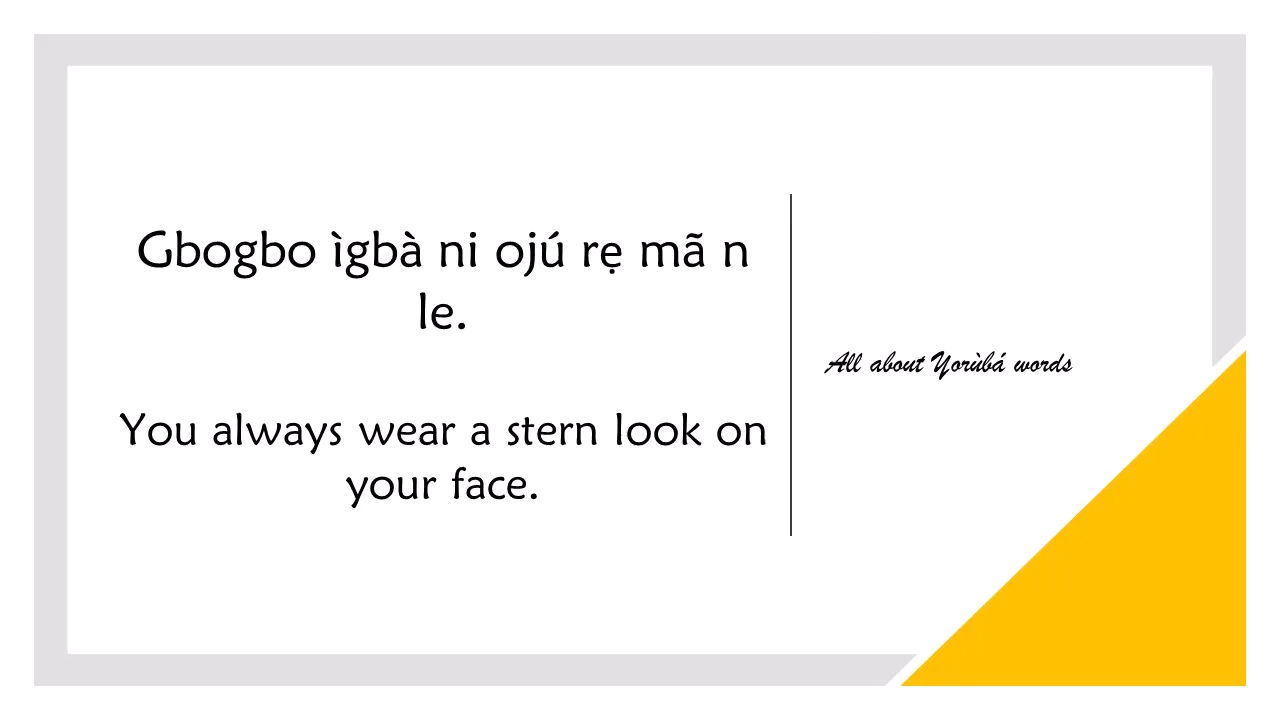 Gbogbo ìgbà ni ojú rẹ mã n
le.
You always wear a stern look on
your face.
All about Yorùbá words